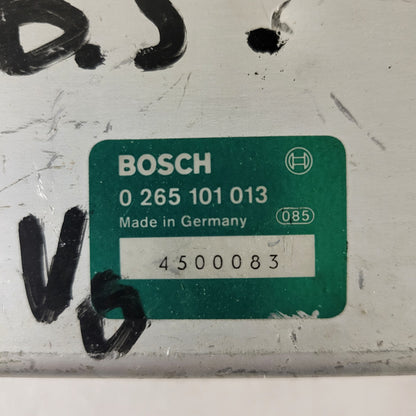 BOSCH
0 265 101 013
Made in Germany
085
4500083
V6